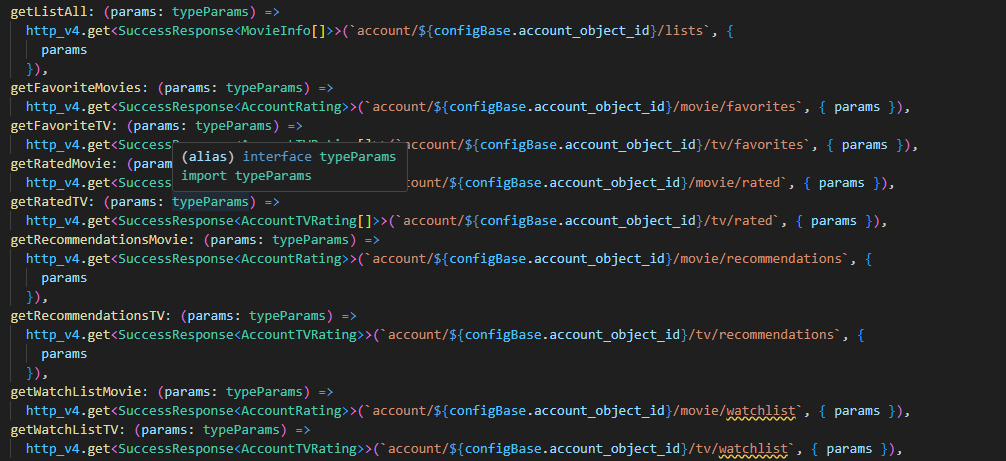 getListAll: (params: typeParams) =>
http_v4.get<SuccessResponse<MovieInfo[]>>(`account/${configBase.account_object_id}/lists`, {
params
}),
getFavoriteMovies: (params: typeParams) =>
http_v4.get<SuccessResponse<AccountRating>>(`account/${configBase.account_object_id}/movie/favorites`, { params }),
getFavoriteTV: (params: typeParams) =>
http_v4.get<Success ccount/${configBase.account_object_id}/tv/favorites`, { params }),
(alias) interface typeParams
import typeParams
getRatedMovie: (param
http_v4.get<Success ount/${configBase.account_object_id}/movie/rated`, { params }),
getRatedTV: (params: typeParams) =>
http_v4.get<SuccessResponse<AccountTVRating[]>>(`account/${configBase.account_object_id}/tv/rated`, { params }),
getRecommendationsMovie: (params: typeParams) =>
http_v4.get<SuccessResponse<AccountRating>>(`account/${configBase.account_object_id}/movie/recommendations`, {
params
}),
getRecommendationsTV: (params: typeParams) =>
http_v4.get<SuccessResponse<AccountTVRating>>(`account/${configBase.account_object_id}/tv/recommendations`, {
params
}),
getWatchListMovie: (params: typeParams) =>
http_v4.get<SuccessResponse<AccountRating>>(`account/${configBase.account_object_id}/movie/watchlist`, { params }),
getWatchListTV: (params: typeParams) =>
http_v4.get<SuccessResponse<AccountTVRating>>(`account/${configBase.account_object_id}/tv/watchlist`, { params }),